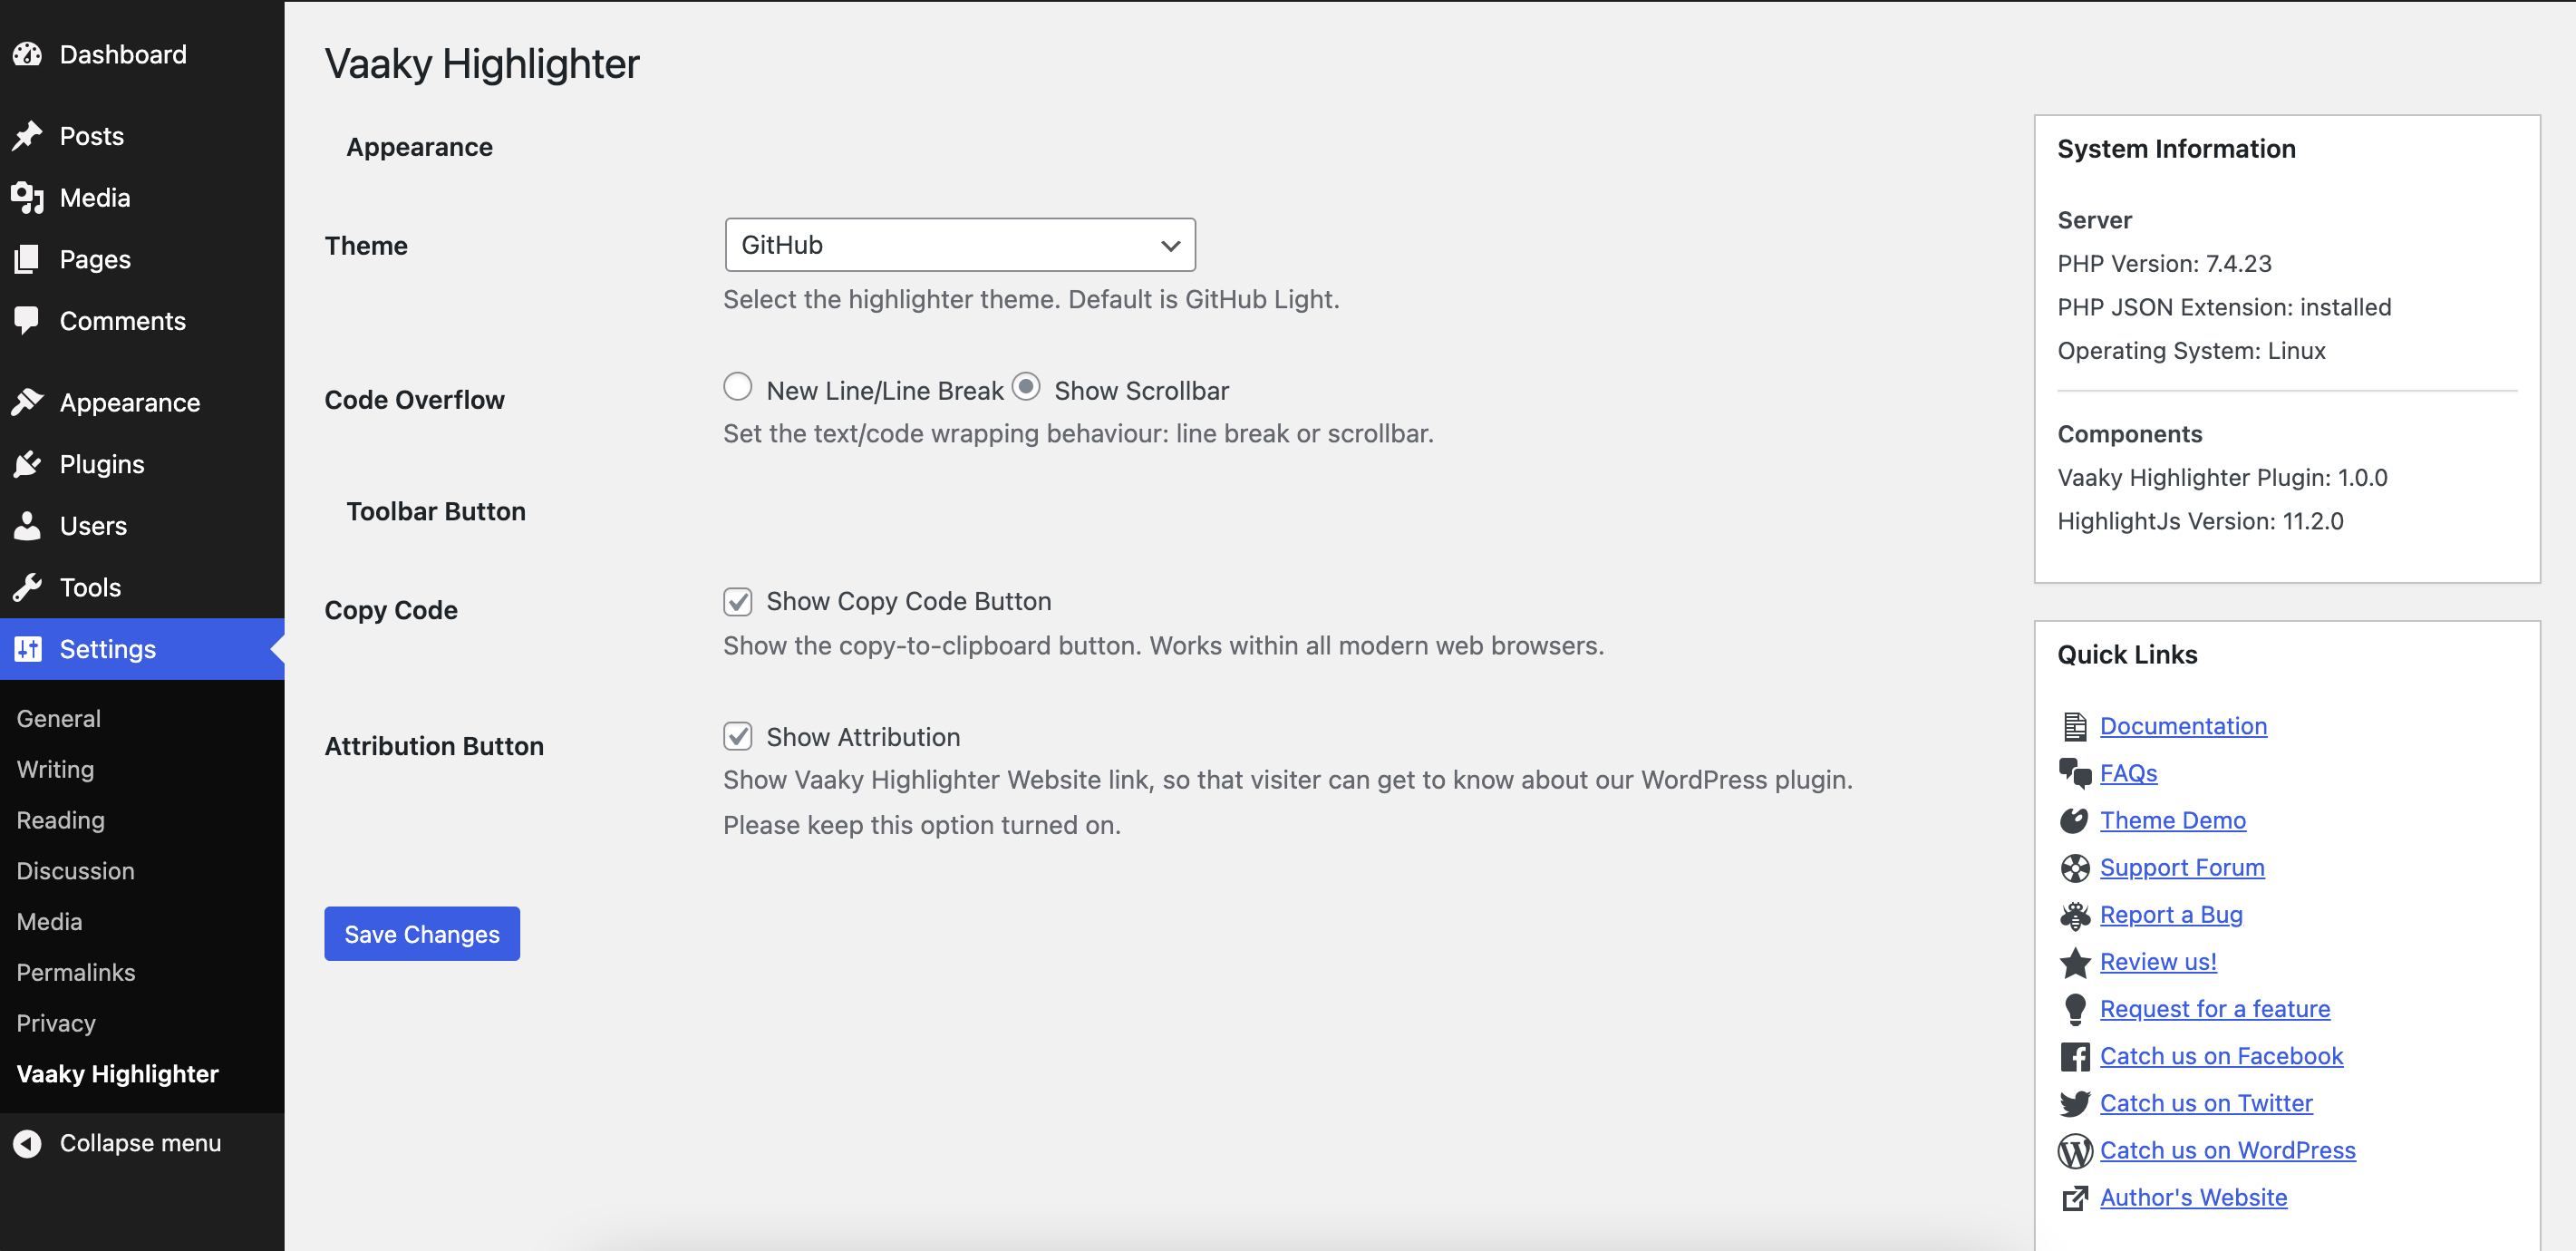 Dashboard
Posts
Media
Pages
Comments
Appearance
Plugins
Users
Tools
Settings
General
Writing
Reading
Discussion
Media
Permalinks
Privacy
Vaaky Highlighter
Collapse menu
Vaaky Highlighter
Appearance
Theme
GitHub
Select the highlighter theme. Default is GitHub Light.
Code Overflow
New Line/Line Break Show Scrollbar
Set the text/code wrapping behaviour: line break or scrollbar.
Toolbar Button
Copy Code
Show Copy Code Button
Show the copy-to-clipboard button. Works within all modern web browsers.
Attribution Button
Show Attribution
Show Vaaky Highlighter Website link, so that visiter can get to know about our WordPress plugin.
Please keep this option turned on.
Save Changes
System Information
Server
PHP Version: 7.4.23
PHP JSON Extension: installed
Operating System: Linux
Components
Vaaky Highlighter Plugin: 1.0.0
HighlightJs Version: 11.2.0
Quick Links
Documentation
FAQs
Theme Demo
Support Forum
Report a Bug
Review us!
Request for a feature
Catch us on Facebook
Catch us on Twitter
Catch us on WordPress
Author's Website